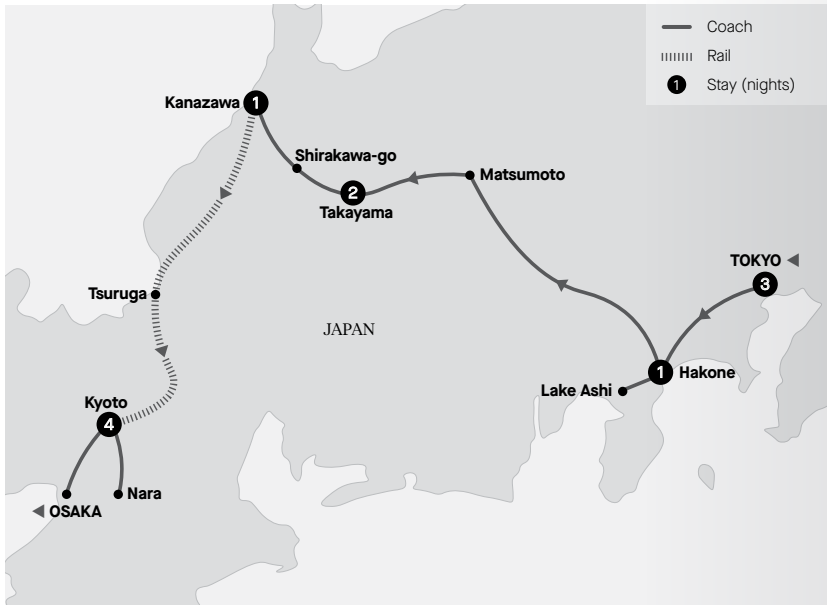 Coach
Rail
1 Stay (nights)
Kanazawa 1
Shirakawa-go
Matsumoto
2
Takayama
TOKYO
3
Tsuruga
JAPAN
1 Hakone
Lake Ashi
Kyoto
4
Nara
OSAKA